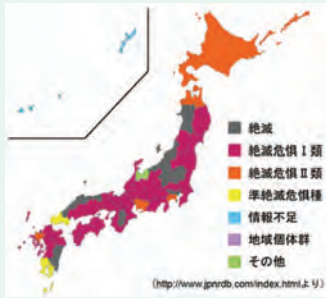 絶滅
絶滅危惧Ⅰ類
絶滅危惧Ⅱ類
準絶滅危惧種
情報不足
地域個体群
その他
(http://www.jpnrdb.com/index.htmlより)